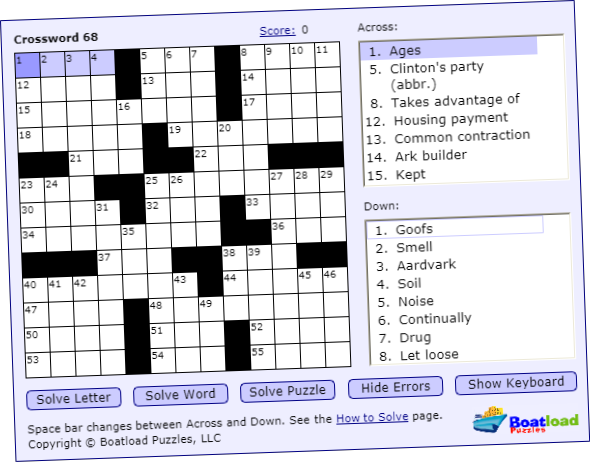 Crossword 68
Score: 0
1 2 3 4 5 6 7 8 9 10 11
12 13 14
15 16 17
18 19 20
21 22
23 24 25 26 27 28 29
30 31 32 33
34 35 36
37 38 39
40 41 42 43 44 45 46
47 48 49
50 51 52
53 54 55
Across:
1. Ages
5. Clinton's party
(abbr.)
8. Takes advantage of
12. Housing payment
13. Common contraction
14. Ark builder
15. Kept
Down:
1. Goofs
2. Smell
3. Aardvark
4. Soil
5. Noise
6. Continually
7. Drug
8. Let loose
Solve Letter Solve Word Solve Puzzle Hide Errors Show Keyboard
Space bar changes between Across and Down. See the How to Solve page.
Copyright © Boatload Puzzles, LLC
Boatload
Puzzles